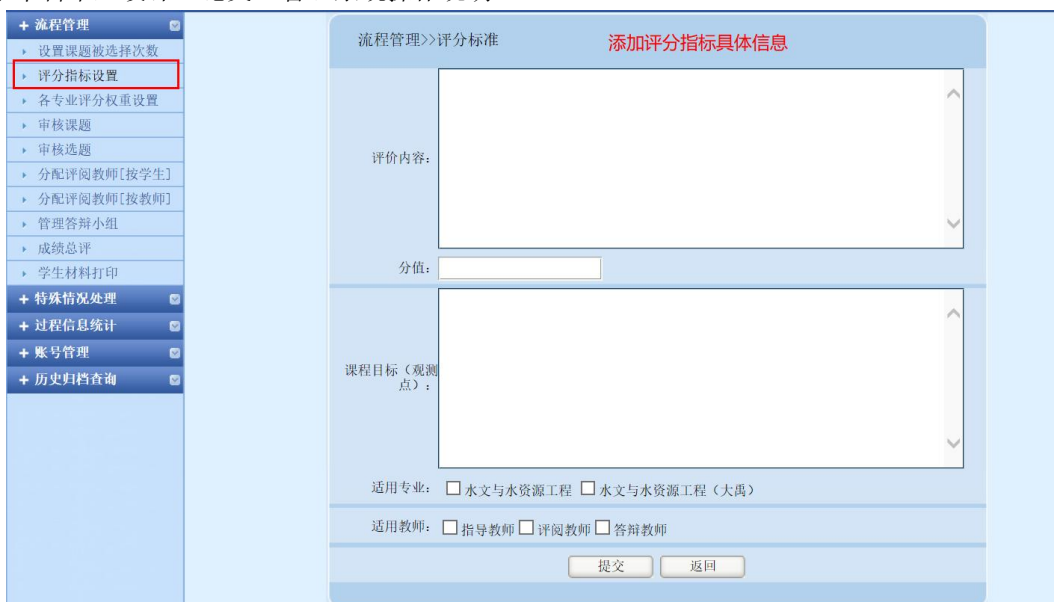 + 流程管理
设置课题被选择次数
评分指标设置
各专业评分权重设置
审核课题
审核选题
分配评阅教师[按学生]
分配评阅教师[按教师]
管理答辩小组
成绩总评
学生材料打印
+ 特殊情况处理
+ 过程信息统计
+ 账号管理
+ 历史归档查询
流程管理>>评分标准
添加评分指标具体信息
评价内容：
分值：
课程目标（观测
点）：
适用专业： 水文与水资源工程 水文与水资源工程（大禹）
适用教师： 指导教师 评阅教师 答辩教师
提交 返回